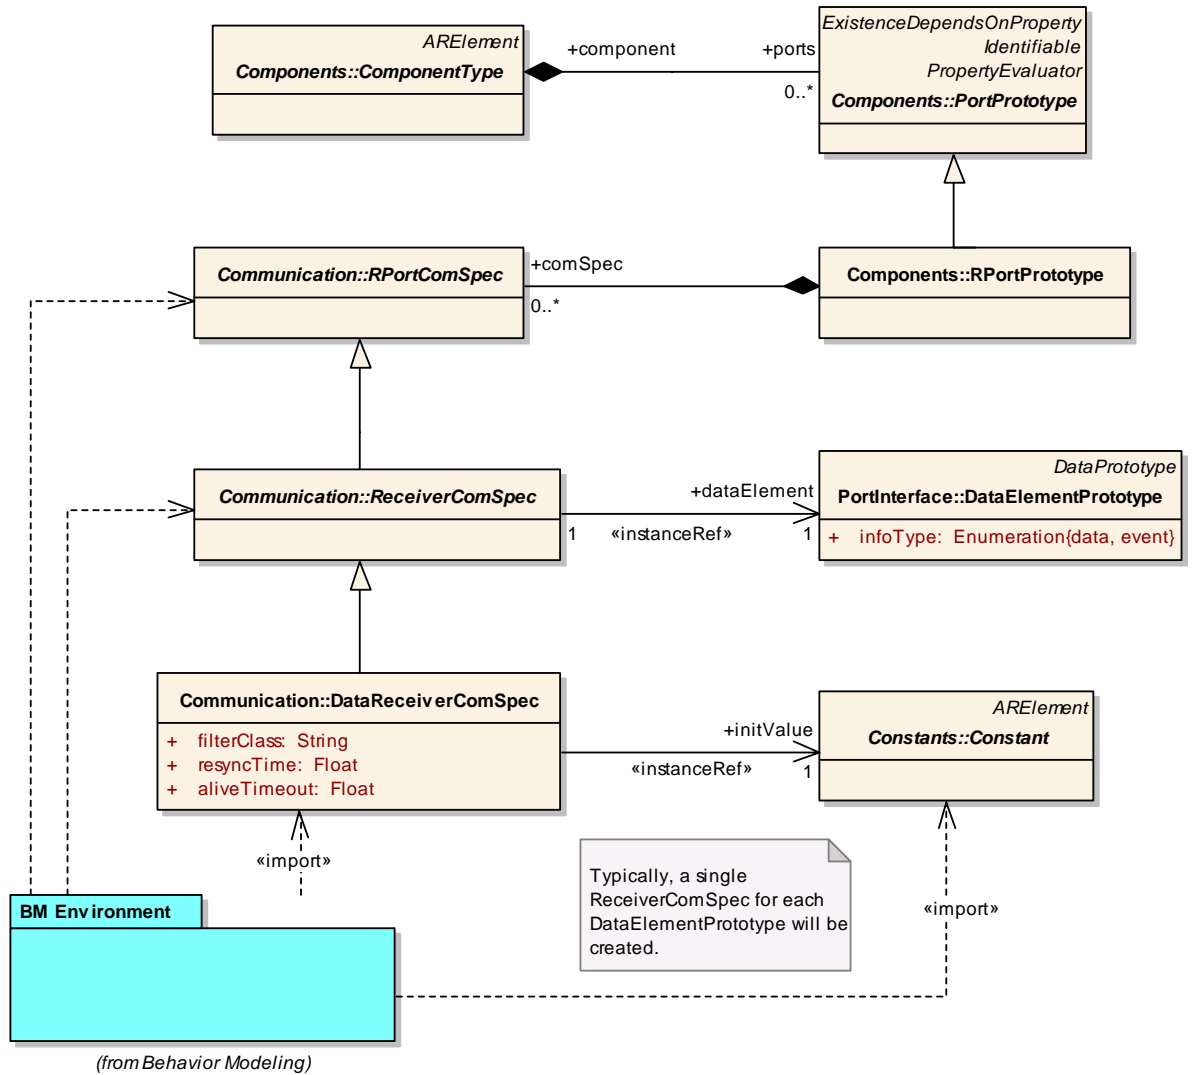 ARElement
Components::ComponentType
+component
+ports
0..*
ExistenceDependsOnProperty
Identifiable
PropertyEvaluator
Components::PortPrototype
Communication::RPortComSpec
+comSpec
0..*
Components::RPortPrototype
Communication::ReceiverComSpec
+dataElement
1
«instanceRef»
1
DataPrototype
PortInterface::DataElementPrototype
+ infoType: Enumeration{data, event}
Communication::DataReceiverComSpec
+ filterClass: String
+ resyncTime: Float
+ aliveTimeout: Float
+initValue
«instanceRef»
1
ARElement
Constants::Constant
«import»
Typically, a single
ReceiverComSpec for each
DataElementPrototype will be
created.
«import»
BM Environment
(from Behavior Modeling)